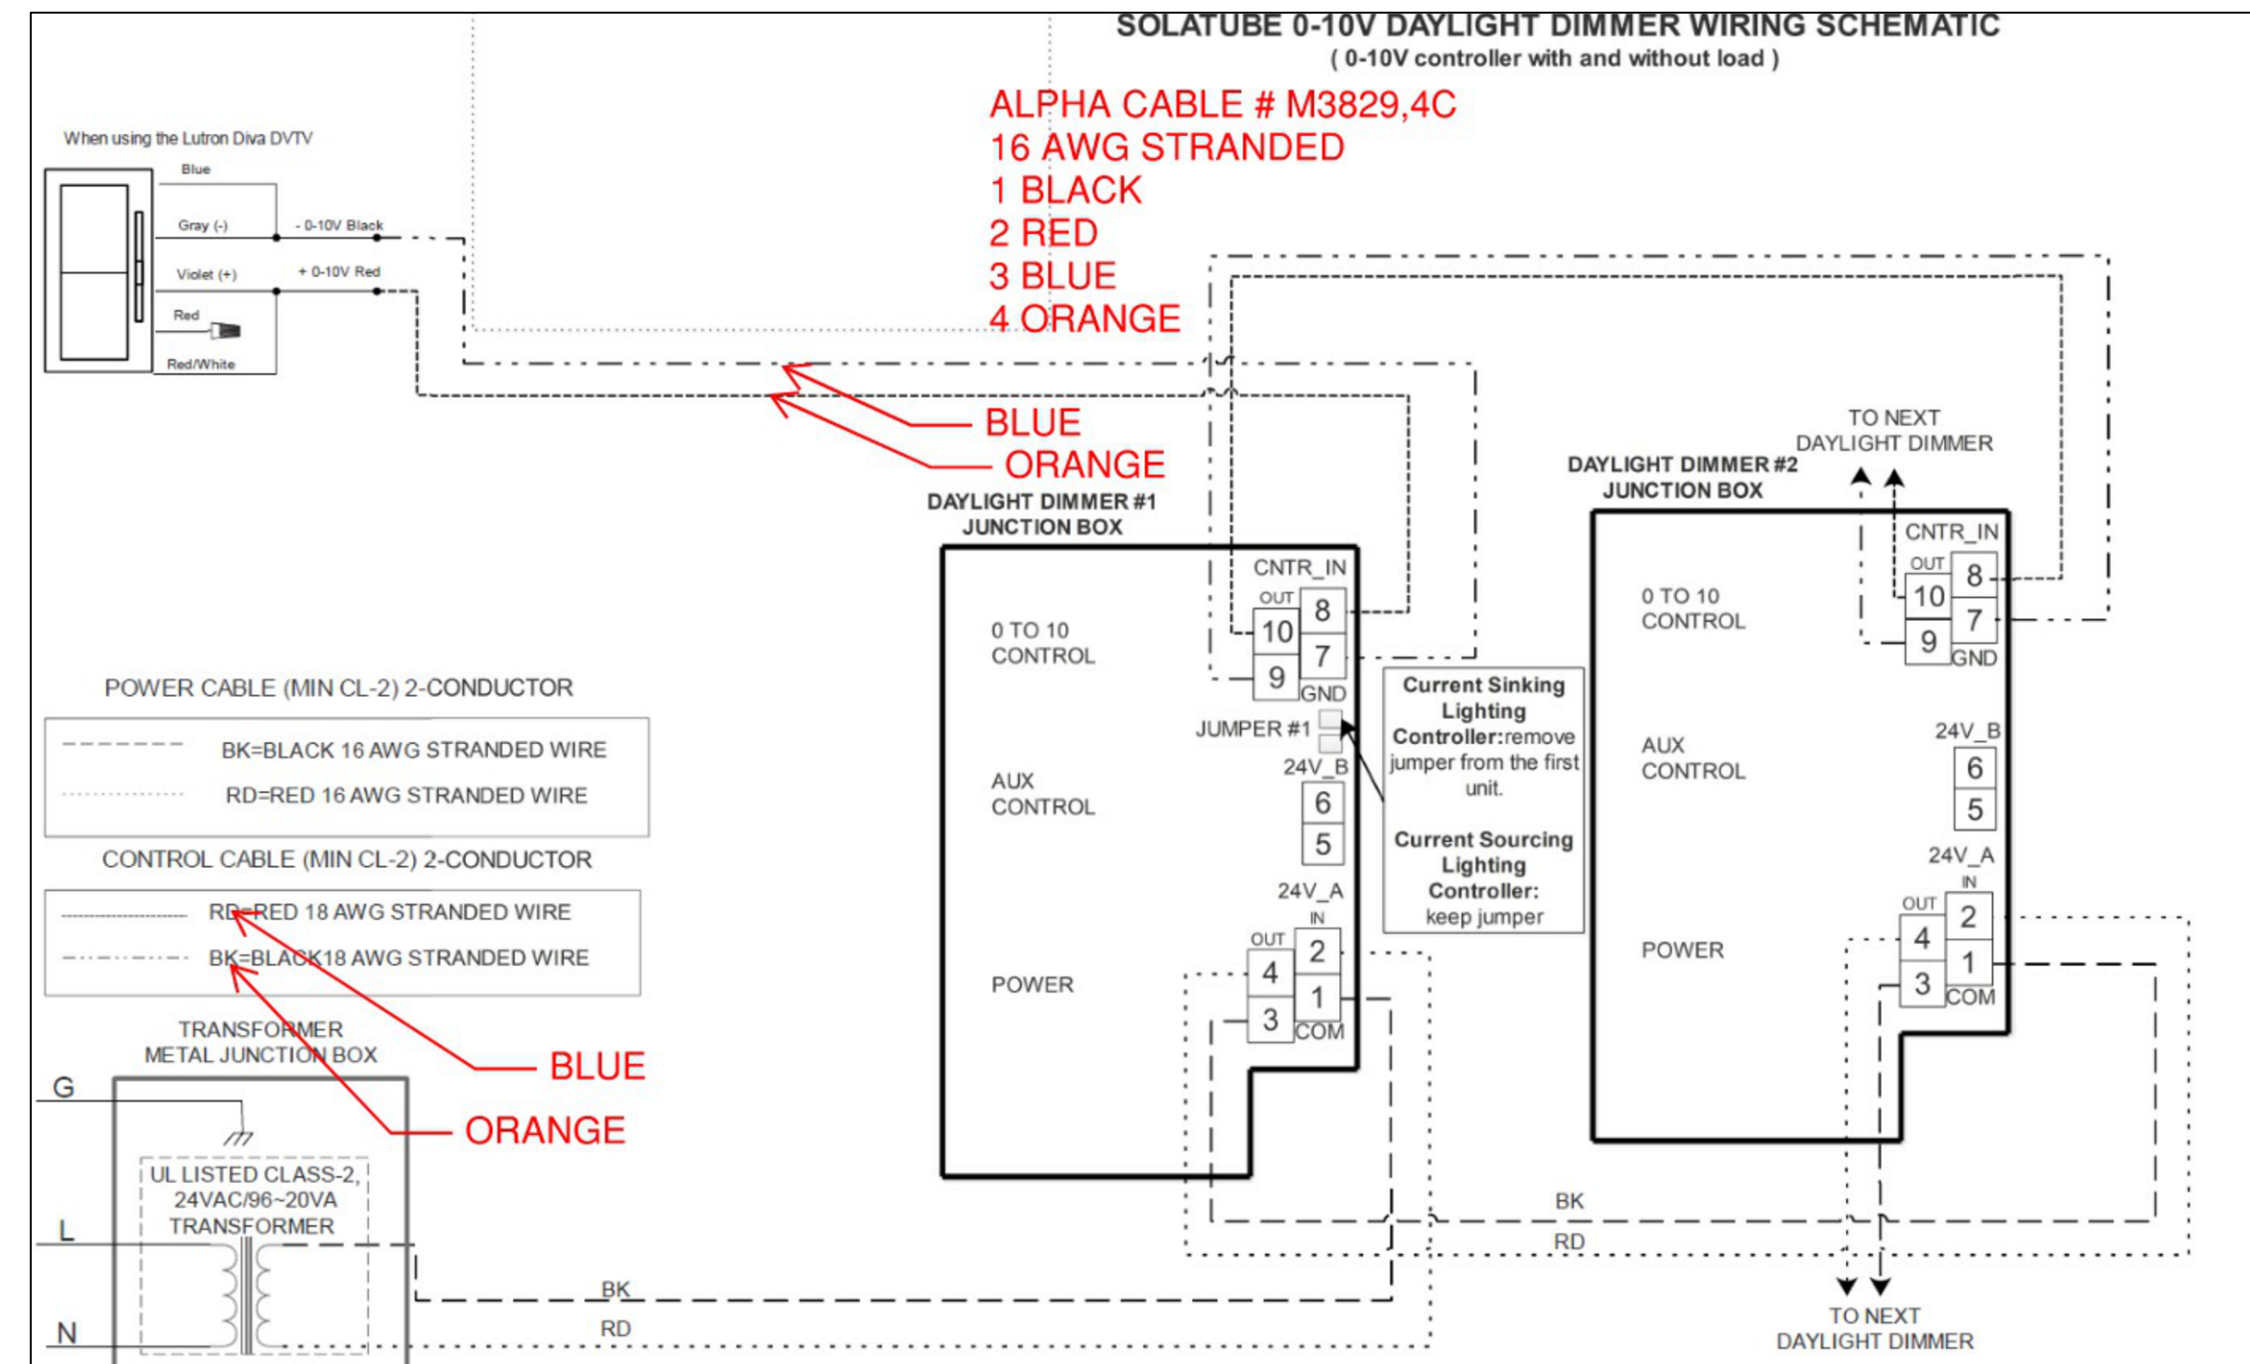 SOLATUBE 0-10V DAYLIGHT DIMMER WIRING SCHEMATIC
( 0-10V controller with and without load )
ALPHA CABLE # M3829,4C
16 AWG STRANDED
1 BLACK
2 RED
3 BLUE
4 ORANGE
When using the Lutron Diva DVTV
Blue
Gray (-)
- 0-10V Black
Violet (+)
+ 0-10V Red
Red
Red/White
BLUE
ORANGE
DAYLIGHT DIMMER #1
JUNCTION BOX
CNTR_IN
OUT
8
10
7
9
GND
0 TO 10
CONTROL
JUMPER #1
24V_B
6
5
AUX
CONTROL
24V_A
IN
OUT
2
4
1
3
COM
POWER
Current Sinking
Lighting
Controller:remove
jumper from the first
unit.
Current Sourcing
Lighting
Controller:
keep jumper
TO NEXT
DAYLIGHT DIMMER
DAYLIGHT DIMMER #2
JUNCTION BOX
CNTR_IN
OUT
8
10
7
9
GND
0 TO 10
CONTROL
24V_B
6
5
AUX
CONTROL
24V_A
IN
OUT
2
4
1
3
COM
POWER
POWER CABLE (MIN CL-2) 2-CONDUCTOR
BK=BLACK 16 AWG STRANDED WIRE
RD=RED 16 AWG STRANDED WIRE
CONTROL CABLE (MIN CL-2) 2-CONDUCTOR
RD=RED 18 AWG STRANDED WIRE
BK=BLACK18 AWG STRANDED WIRE
BLUE
ORANGE
TRANSFORMER
METAL JUNCTION BOX
G
UL LISTED CLASS-2,
24VAC/96~20VA
TRANSFORMER
L
N
BK
RD
BK
RD
TO NEXT
DAYLIGHT DIMMER